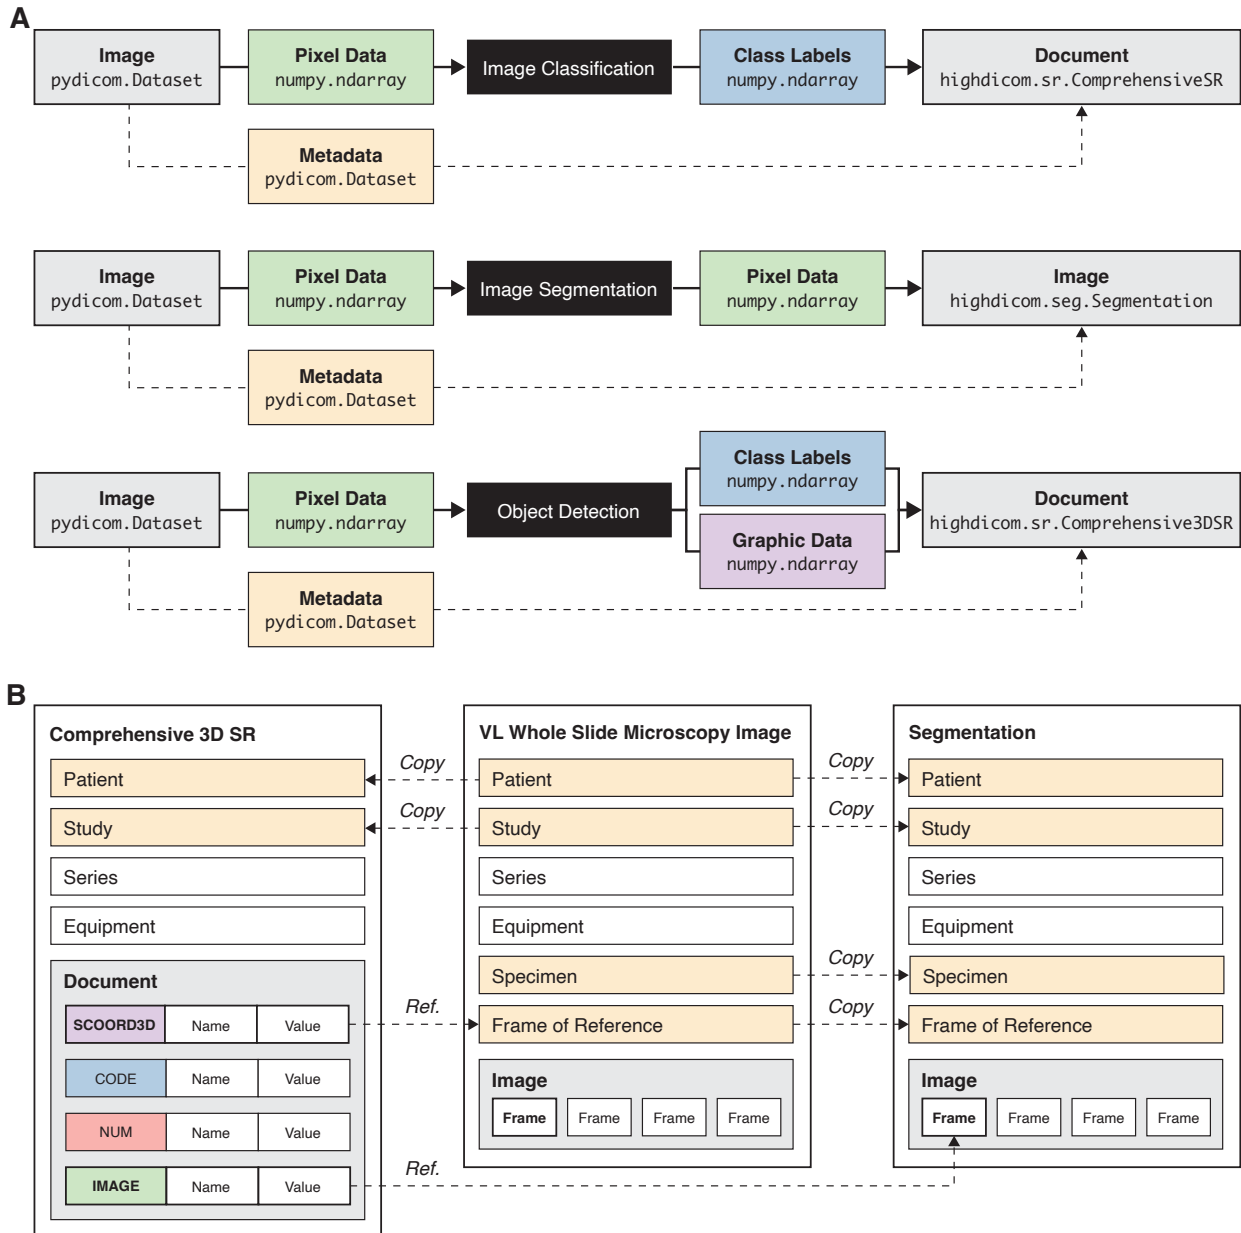 A
Image
pydicom.Dataset
Pixel Data
numpy.ndarray
Image Classification
Class Labels
numpy.ndarray
Document
highdicom.sr.ComprehensiveSR
Metadata
pydicom.Dataset
Image
pydicom.Dataset
Pixel Data
numpy.ndarray
Image Segmentation
Pixel Data
numpy.ndarray
Image
highdicom.seg.Segmentation
Metadata
pydicom.Dataset
Image
pydicom.Dataset
Pixel Data
numpy.ndarray
Object Detection
Class Labels
numpy.ndarray
Graphic Data
numpy.ndarray
Document
highdicom.sr.Comprehensive3DSR
Metadata
pydicom.Dataset
B
Comprehensive 3D SR
Patient
Study
Series
Equipment
Document
SCOORD3D Name Value
CODE Name Value
NUM Name Value
IMAGE Name Value
Copy
Copy
Ref.
Ref.
VL Whole Slide Microscopy Image
Patient
Study
Series
Equipment
Specimen
Frame of Reference
Image
Frame Frame Frame Frame
Copy
Copy
Copy
Copy
Segmentation
Patient
Study
Series
Equipment
Specimen
Frame of Reference
Image
Frame Frame Frame Frame